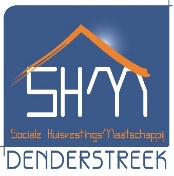 SHM
Sociale HuisvestingsMaatschappij
DENDERSTREEK